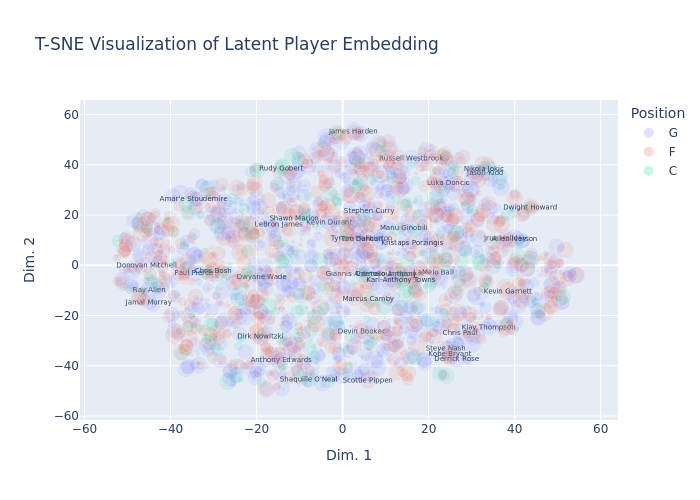 T-SNE Visualization of Latent Player Embedding
Position
G
F
C
Dim. 2
60
40
20
0
−20
−40
−60
James Harden
Russell Westbrook
Rudy Gobert
Nikola Jokic
Jason Kidd
Luka Doncic
Amar'e Stoudemire
Dwight Howard
Stephen Curry
Shawn Marion
LeBron James
Kevin Durant
Manu Ginobili
Kristaps Porzingis
Donovan Mitchell
Paul Pierce
Chris Bosh
Dwyane Wade
Giannis
LaMelo Ball
Karl-Anthony Towns
Ray Allen
Kevin Garnett
Jamal Murray
Marcus Camby
Devin Booker
Klay Thompson
Chris Paul
Dirk Nowitzki
Steve Nash
Kobe Bryant
Derrick Rose
Anthony Edwards
Shaquille O'Neal
Scottie Pippen
−60
−40
−20
0
20
40
60
Dim. 1